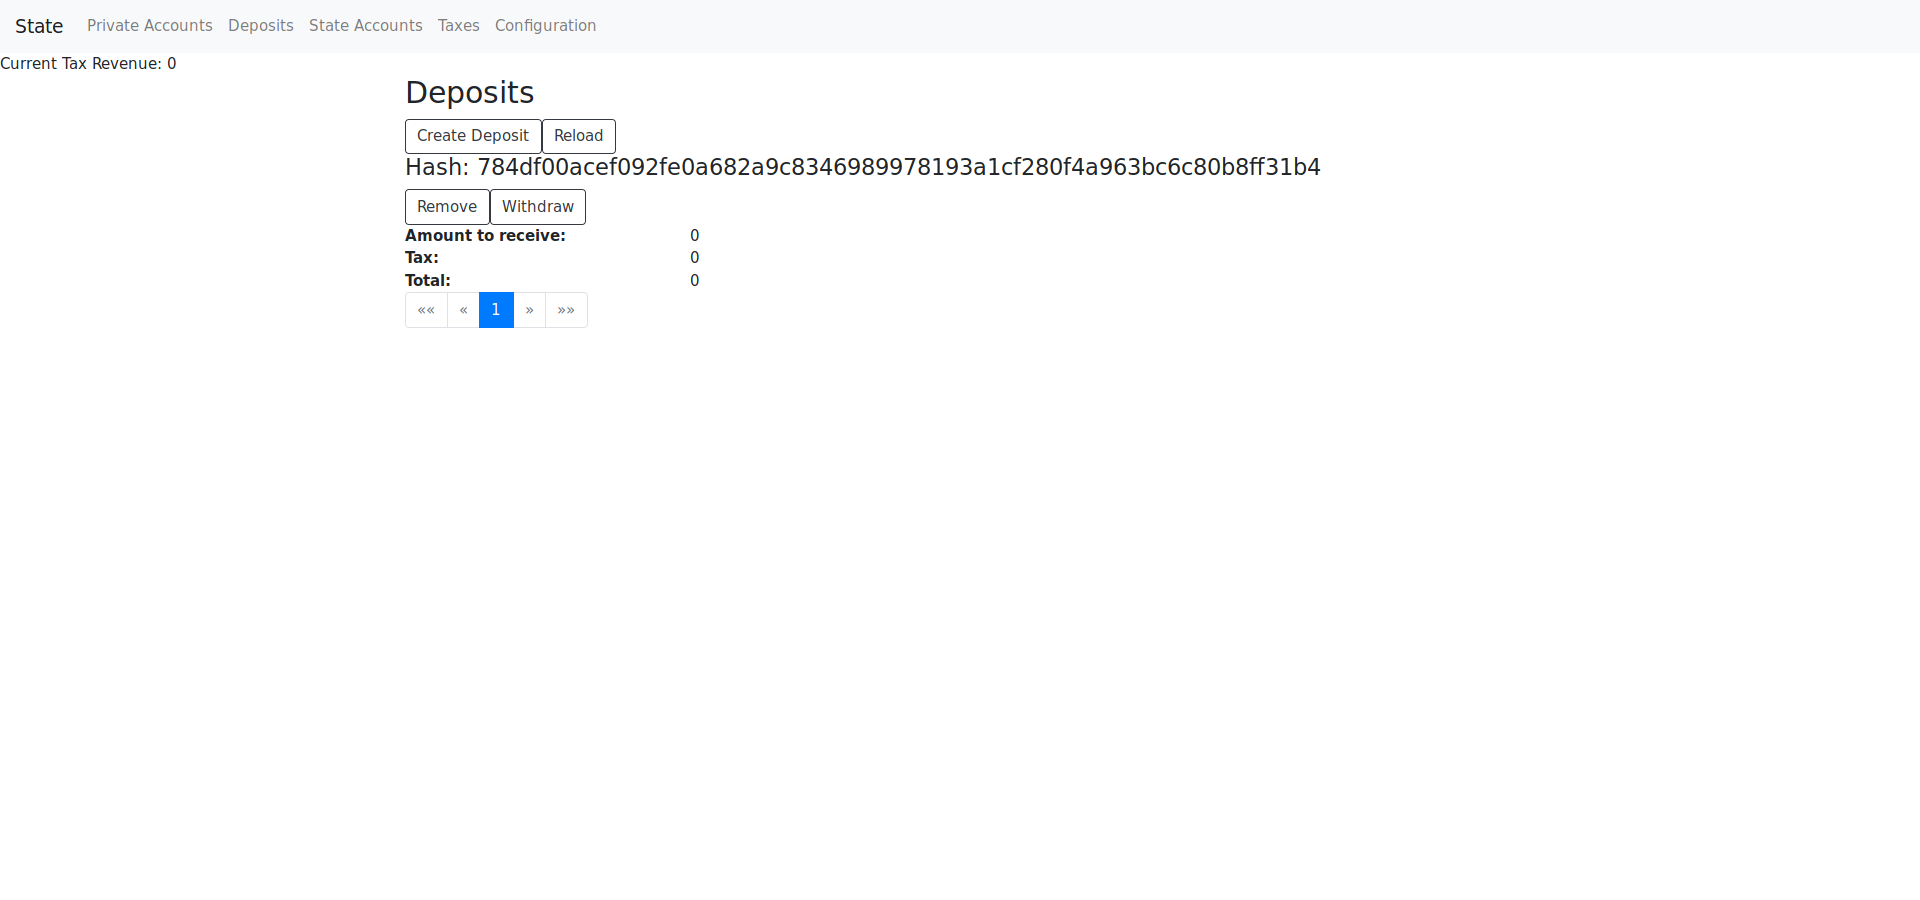 State Private Accounts Deposits State Accounts Taxes Configuration
Current Tax Revenue: 0
Deposits
Create Deposit Reload
Hash: 784df00acef092fe0a682a9c8346989978193a1cf280f4a963bc6c80b8ff31b4
Remove Withdraw
Amount to receive: 0
Tax: 0
Total: 0
«« « 1 » »»